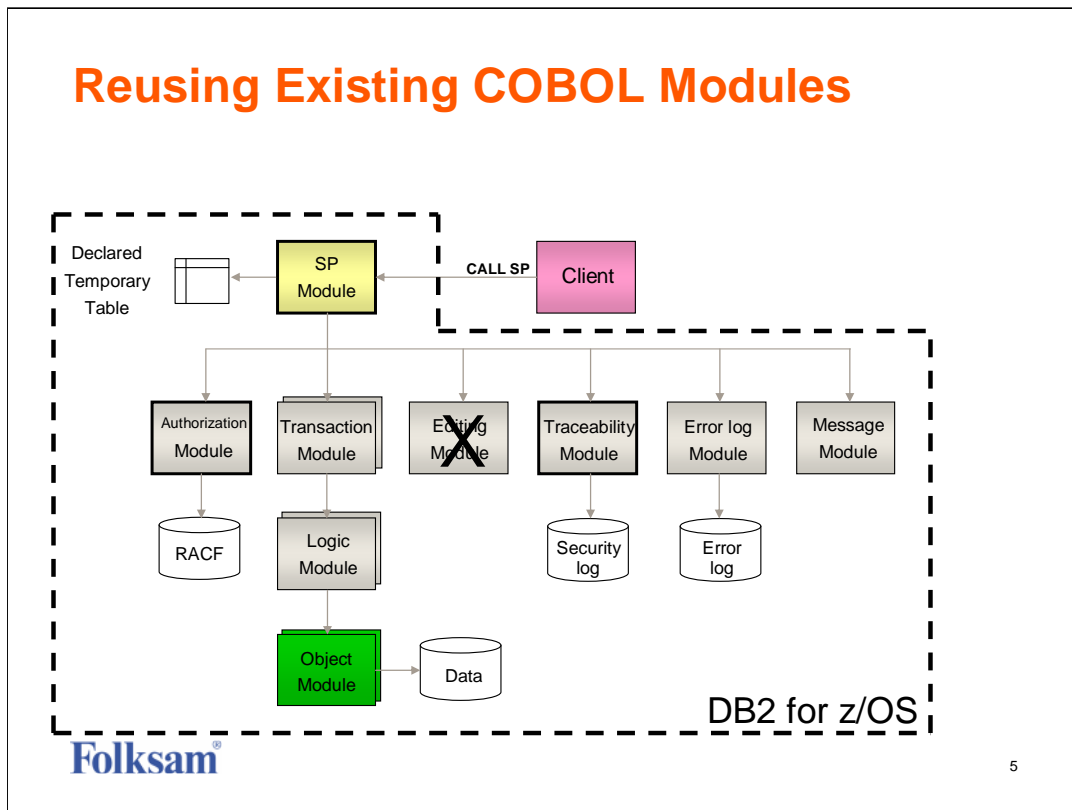 Reusing Existing COBOL Modules
Declared
Temporary
Table
SP
Module
CALL SP
Client
Authorization
Module
Transaction
Module
Editing
Module
X
Traceability
Module
Error log
Module
Message
Module
RACF
Logic
Module
Security
log
Error
log
Object
Module
Data
DB2 for z/OS
Folksam®
5